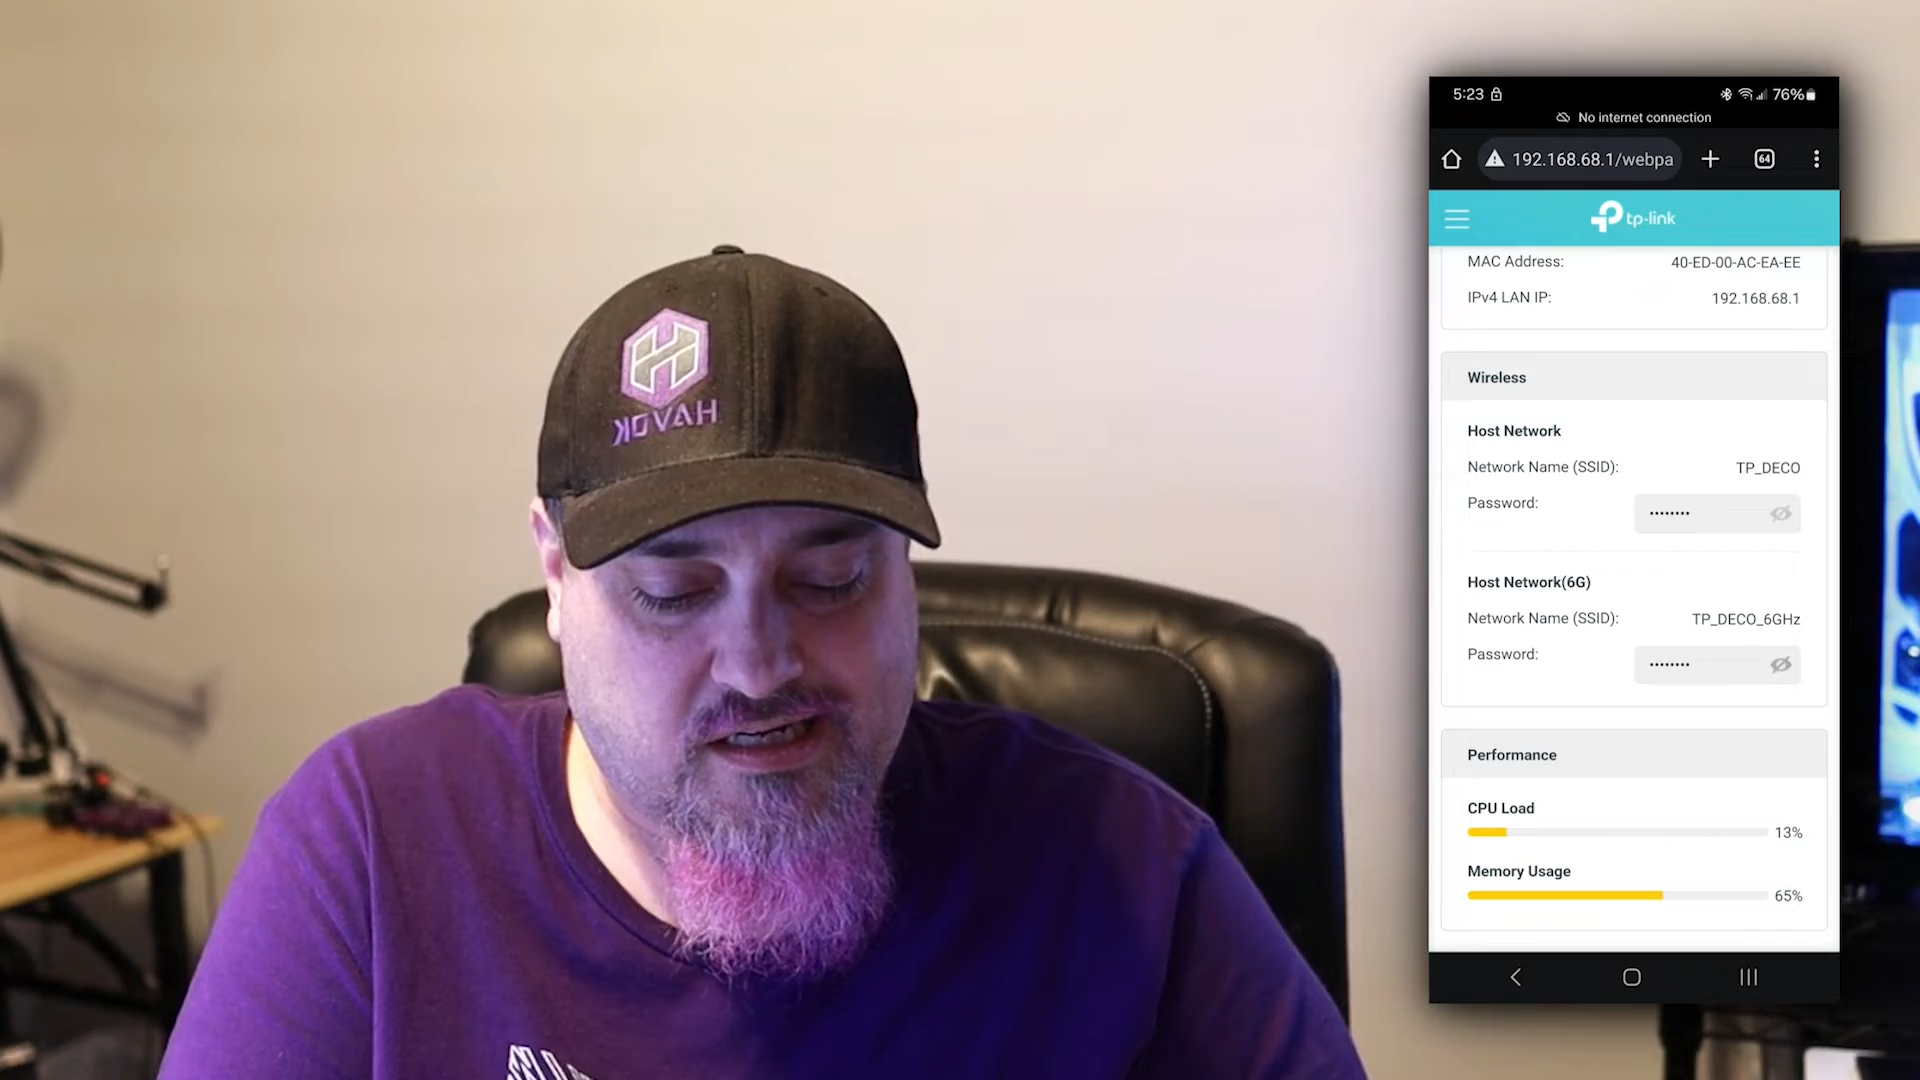 HAVOK
5:23
76%
No internet connection
192.168.68.1/webpa
64
tp-link
MAC Address: 40-ED-00-AC-EA-EE
IPv4 LAN IP: 192.168.68.1
Wireless
Host Network
Network Name (SSID): TP_DECO
Password: ••••••••
Host Network(6G)
Network Name (SSID): TP_DECO_6GHz
Password: ••••••••
Performance
CPU Load
13%
Memory Usage
65%